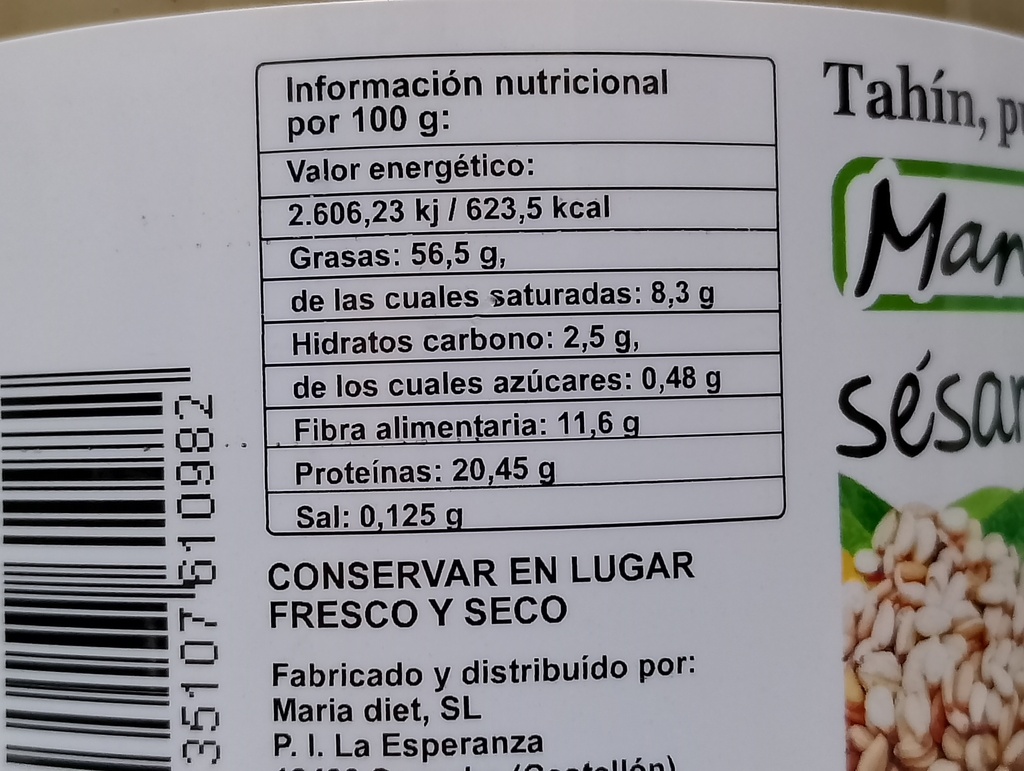 Información nutricional
por 100 g:
Valor energético:
2.606,23 kj / 623,5 kcal
Grasas: 56,5 g,
de las cuales saturadas: 8,3 g
Hidratos carbono: 2,5 g,
de los cuales azúcares: 0,48 g
Fibra alimentaria: 11,6 g
Proteínas: 20,45 g
Sal: 0,125 g
CONSERVAR EN LUGAR
FRESCO Y SECO
Fabricado y distribuído por:
Maria diet, SL
P. I. La Esperanza
Tahín,